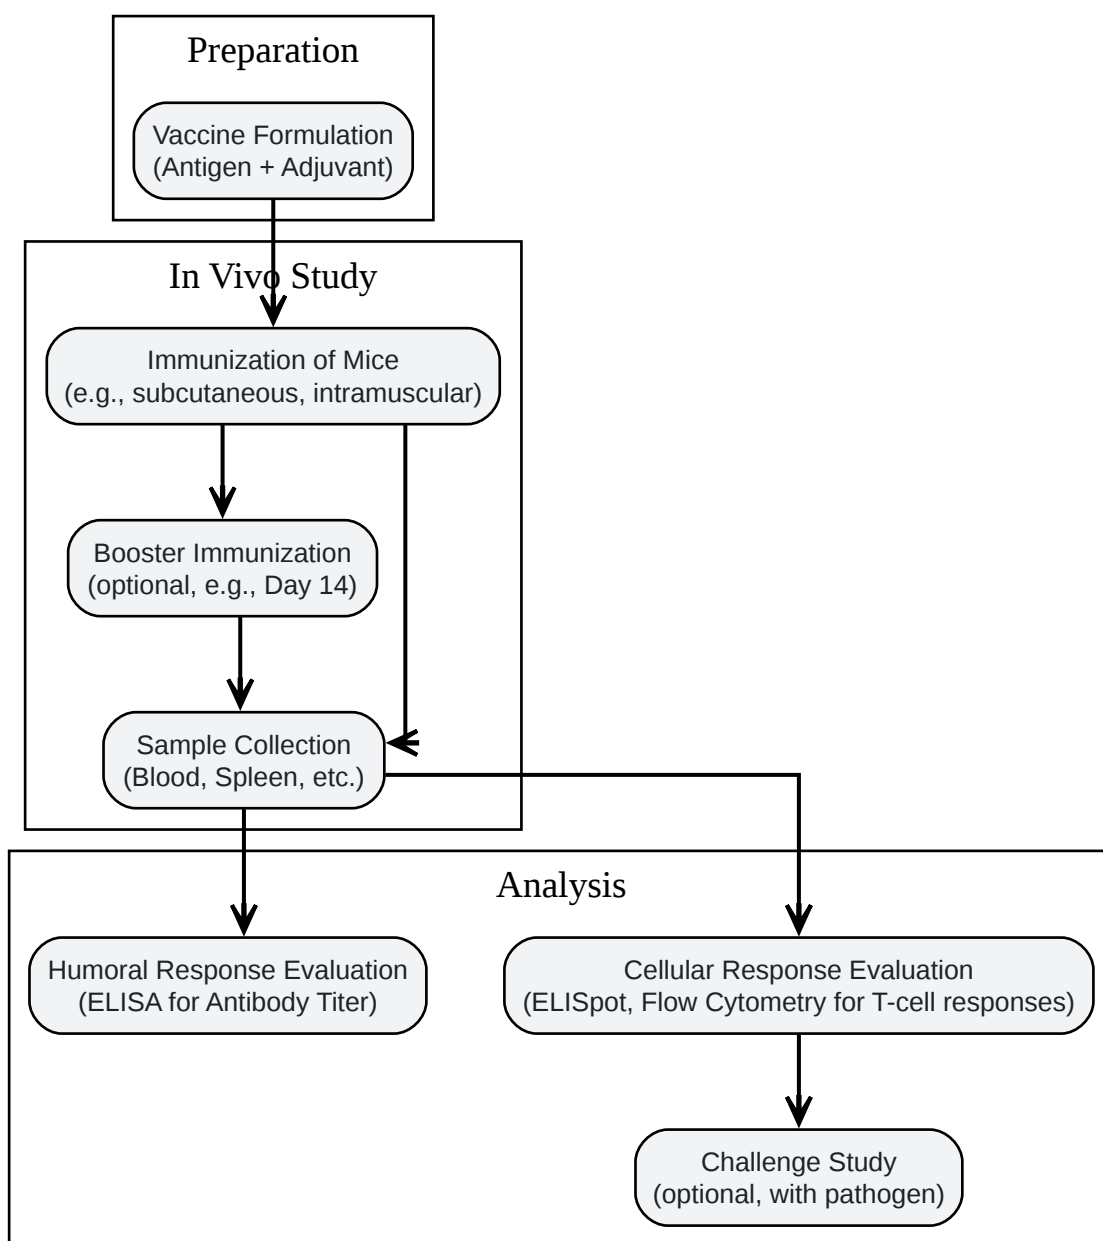 Preparation
Vaccine Formulation
(Antigen + Adjuvant)
In Vivo Study
Immunization of Mice
(e.g., subcutaneous, intramuscular)
Booster Immunization
(optional, e.g., Day 14)
Sample Collection
(Blood, Spleen, etc.)
Analysis
Humoral Response Evaluation
(ELISA for Antibody Titer)
Cellular Response Evaluation
(ELISpot, Flow Cytometry for T-cell responses)
Challenge Study
(optional, with pathogen)